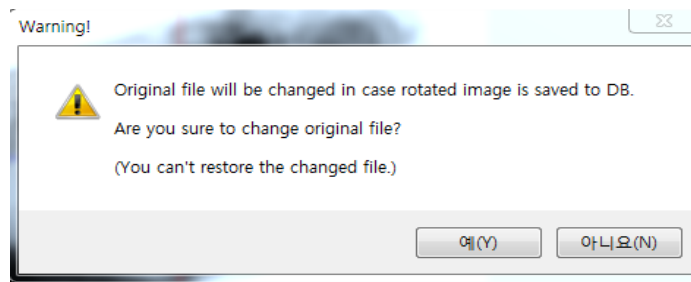 Warning!
Original file will be changed in case rotated image is saved to DB.
Are you sure to change original file?
(You can't restore the changed file.)
예(Y) 아니요(N)